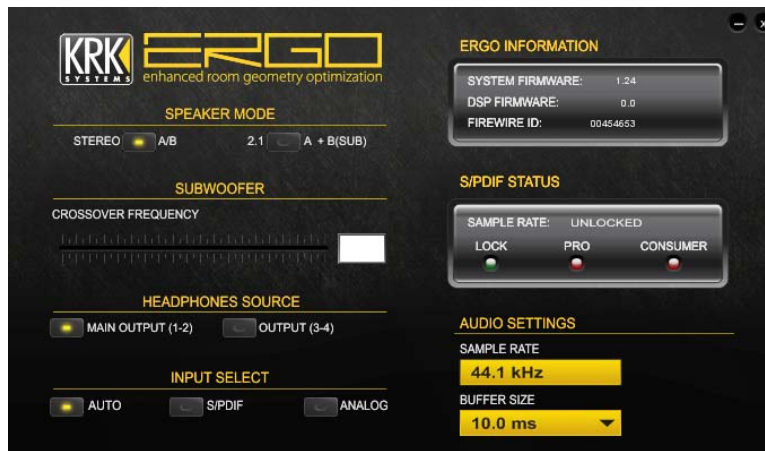 KRK
SYSTEMS
ERGO
enhanced room geometry optimization
SPEAKER MODE
STEREO A/B 2.1 A + B(SUB)
SUBWOOFER
CROSSOVER FREQUENCY
HEADPHONES SOURCE
MAIN OUTPUT (1-2) OUTPUT (3-4)
INPUT SELECT
AUTO S/PDIF ANALOG
ERGO INFORMATION
SYSTEM FIRMWARE: 1.24
DSP FIRMWARE: 0.0
FIREWIRE ID: 00454653
S/PDIF STATUS
SAMPLE RATE: UNLOCKED
LOCK PRO CONSUMER
AUDIO SETTINGS
SAMPLE RATE
44.1 kHz
BUFFER SIZE
10.0 ms